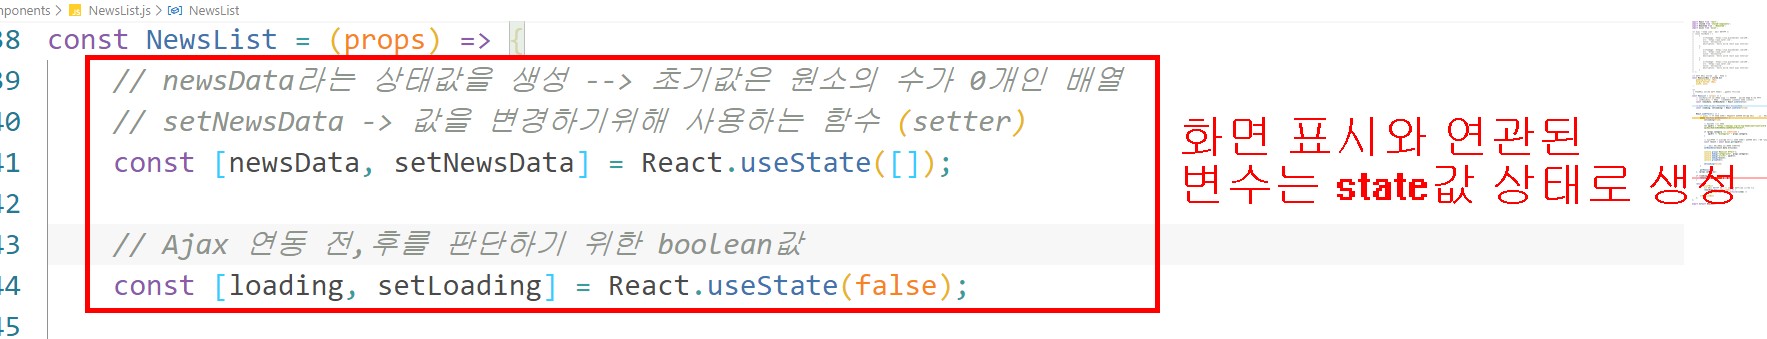 mponents > JS NewsList.js > NewsList
38 const NewsList = (props) => {
39 // newsData라는 상태값을 생성 --> 초기값은 원소의 수가 0개인 배열
40 // setNewsData -> 값을 변경하기위해 사용하는 함수 (setter)
41 const [newsData, setNewsData] = React.useState([]);
42
43 // Ajax 연동 전,후를 판단하기 위한 boolean값
44 const [loading, setLoading] = React.useState(false);
45
화면 표시와 연관된
변수는 state값 상태로 생성